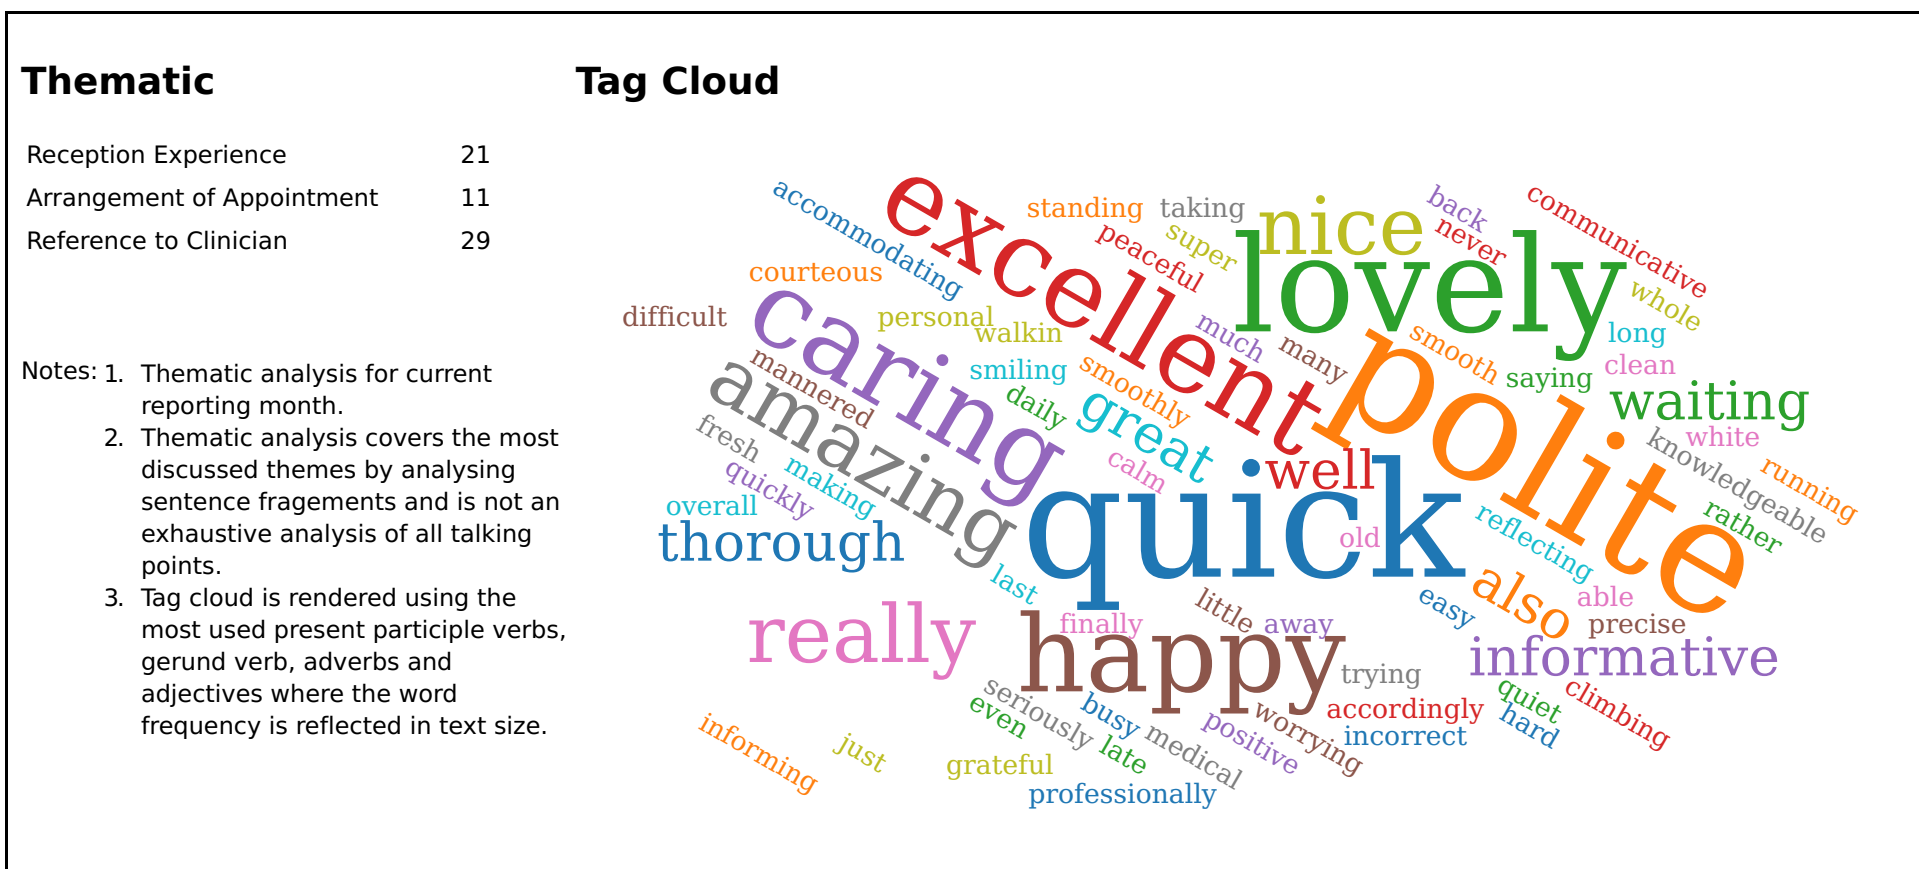 Thematic
Tag Cloud
Reception Experience 21
Arrangement of Appointment 11
Reference to Clinician 29
Notes: 1. Thematic analysis for current
reporting month.
2. Thematic analysis covers the most
discussed themes by analysing
sentence fragements and is not an
exhaustive analysis of all talking
points.
3. Tag cloud is rendered using the
most used present participle verbs,
gerund verb, adverbs and
adjectives where the word
frequency is reflected in text size.
accommodating
excellent
standing
taking
nice
back
communicative
never
peaceful
super
lovely
courteous
caring
whole
difficult
personal
walkin
much
many
smooth
long
clean
mannered
amazing
smiling
smoothly
saying
polite
waiting
daily
great
fresh
calm
well
knowledgeable
white
running
quickly
making
overall
thorough
quick
old
reflecting
rather
last
also
easy
able
precise
really
finally
little
away
happy
informative
trying
seriously
even
busy
late
medical
positive
worrying
accordingly
incorrect
quiet
hard
climbing
informing
just
grateful
professionally